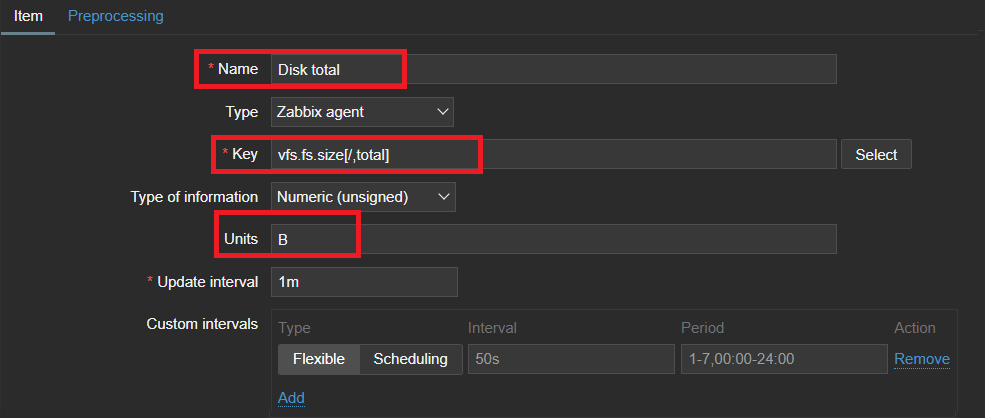 Item Preprocessing
* Name Disk total
Type Zabbix agent
* Key vfs.fs.size[/,total] Select
Type of information Numeric (unsigned)
Units B
* Update interval 1m
Custom intervals Type Interval Period Action
Flexible Scheduling 50s 1-7,00:00-24:00 Remove
Add